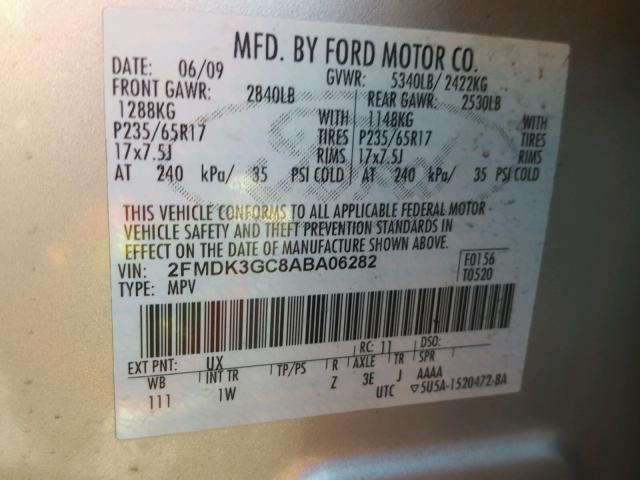 MFD. BY FORD MOTOR CO.
DATE: 06/09 GVWR: 5340LB/ 2422KG
FRONT GAWR: 2840LB REAR GAWR: 2530LB
1288KG WITH 1148KG WITH
P235/65R17 TIRES P235/65R17 TIRES
17x7.5J RIMS 17x7.5J RIMS
AT 240 kPa/ 35 PSI COLD AT 240 kPa/ 35 PSI COLD
THIS VEHICLE CONFORMS TO ALL APPLICABLE FEDERAL MOTOR
VEHICLE SAFETY AND THEFT PREVENTION STANDARDS IN
EFFECT ON THE DATE OF MANUFACTURE SHOWN ABOVE.
VIN: 2FMDK3GC8ABA06282 F0156
TYPE: MPV T0520
EXT PNT: UX RC: 11 DSO:
WB INT TR TP/PS R AXLE TR SPR
111 1W Z 3E J AAAA
UTC ▽5U5A-1520472-BA